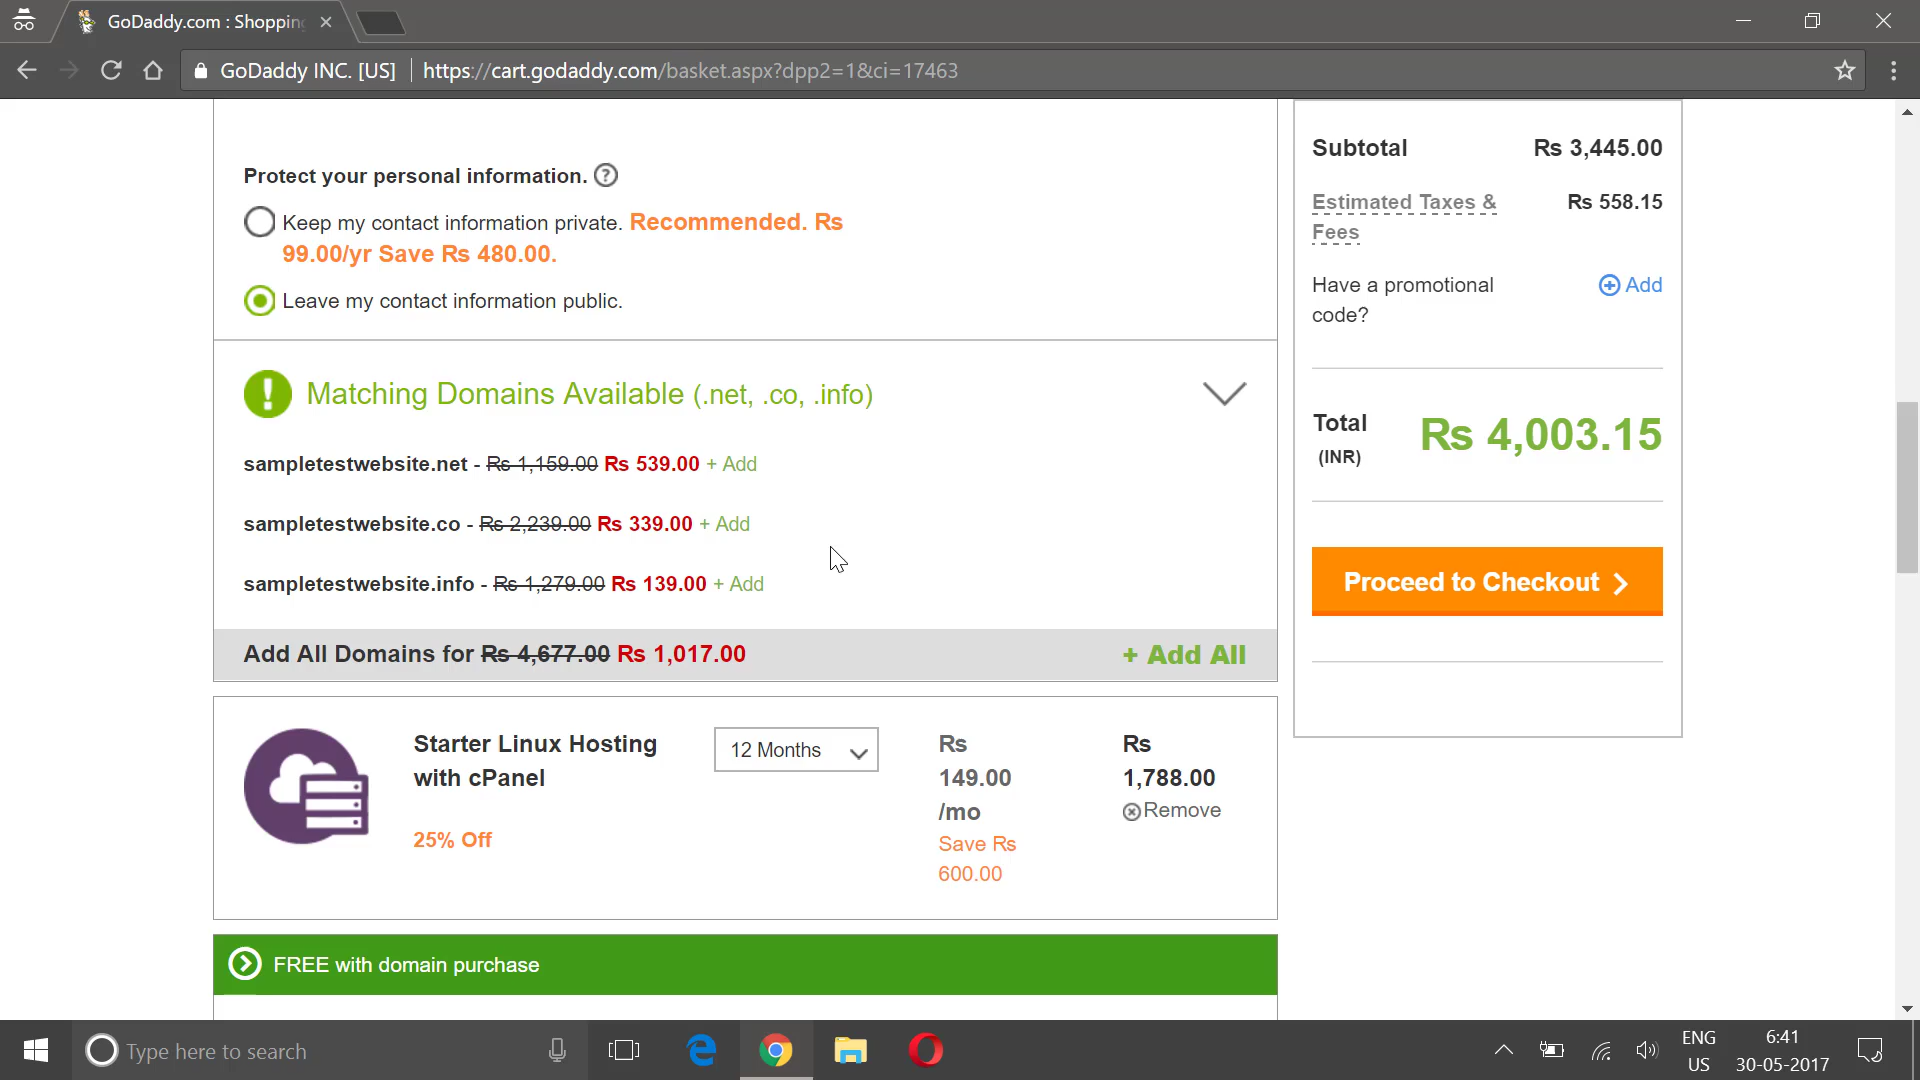 GoDaddy.com : Shopping
GoDaddy INC. [US] https://cart.godaddy.com/basket.aspx?dpp2=1&ci=17463
Protect your personal information. ?
Keep my contact information private. Recommended. Rs
99.00/yr Save Rs 480.00.
Leave my contact information public.
Matching Domains Available (.net, .co, .info)
sampletestwebsite.net - Rs 1,159.00 Rs 539.00 + Add
sampletestwebsite.co - Rs 2,239.00 Rs 339.00 + Add
sampletestwebsite.info - Rs 1,279.00 Rs 139.00 + Add
Add All Domains for Rs 4,677.00 Rs 1,017.00 + Add All
Starter Linux Hosting
with cPanel
25% Off
12 Months
Rs
149.00
/mo
Save Rs
600.00
Rs
1,788.00
Remove
FREE with domain purchase
Subtotal Rs 3,445.00
Estimated Taxes & Rs 558.15
Fees
Have a promotional Add
code?
Total Rs 4,003.15
(INR)
Proceed to Checkout
Type here to search
ENG 6:41
US 30-05-2017